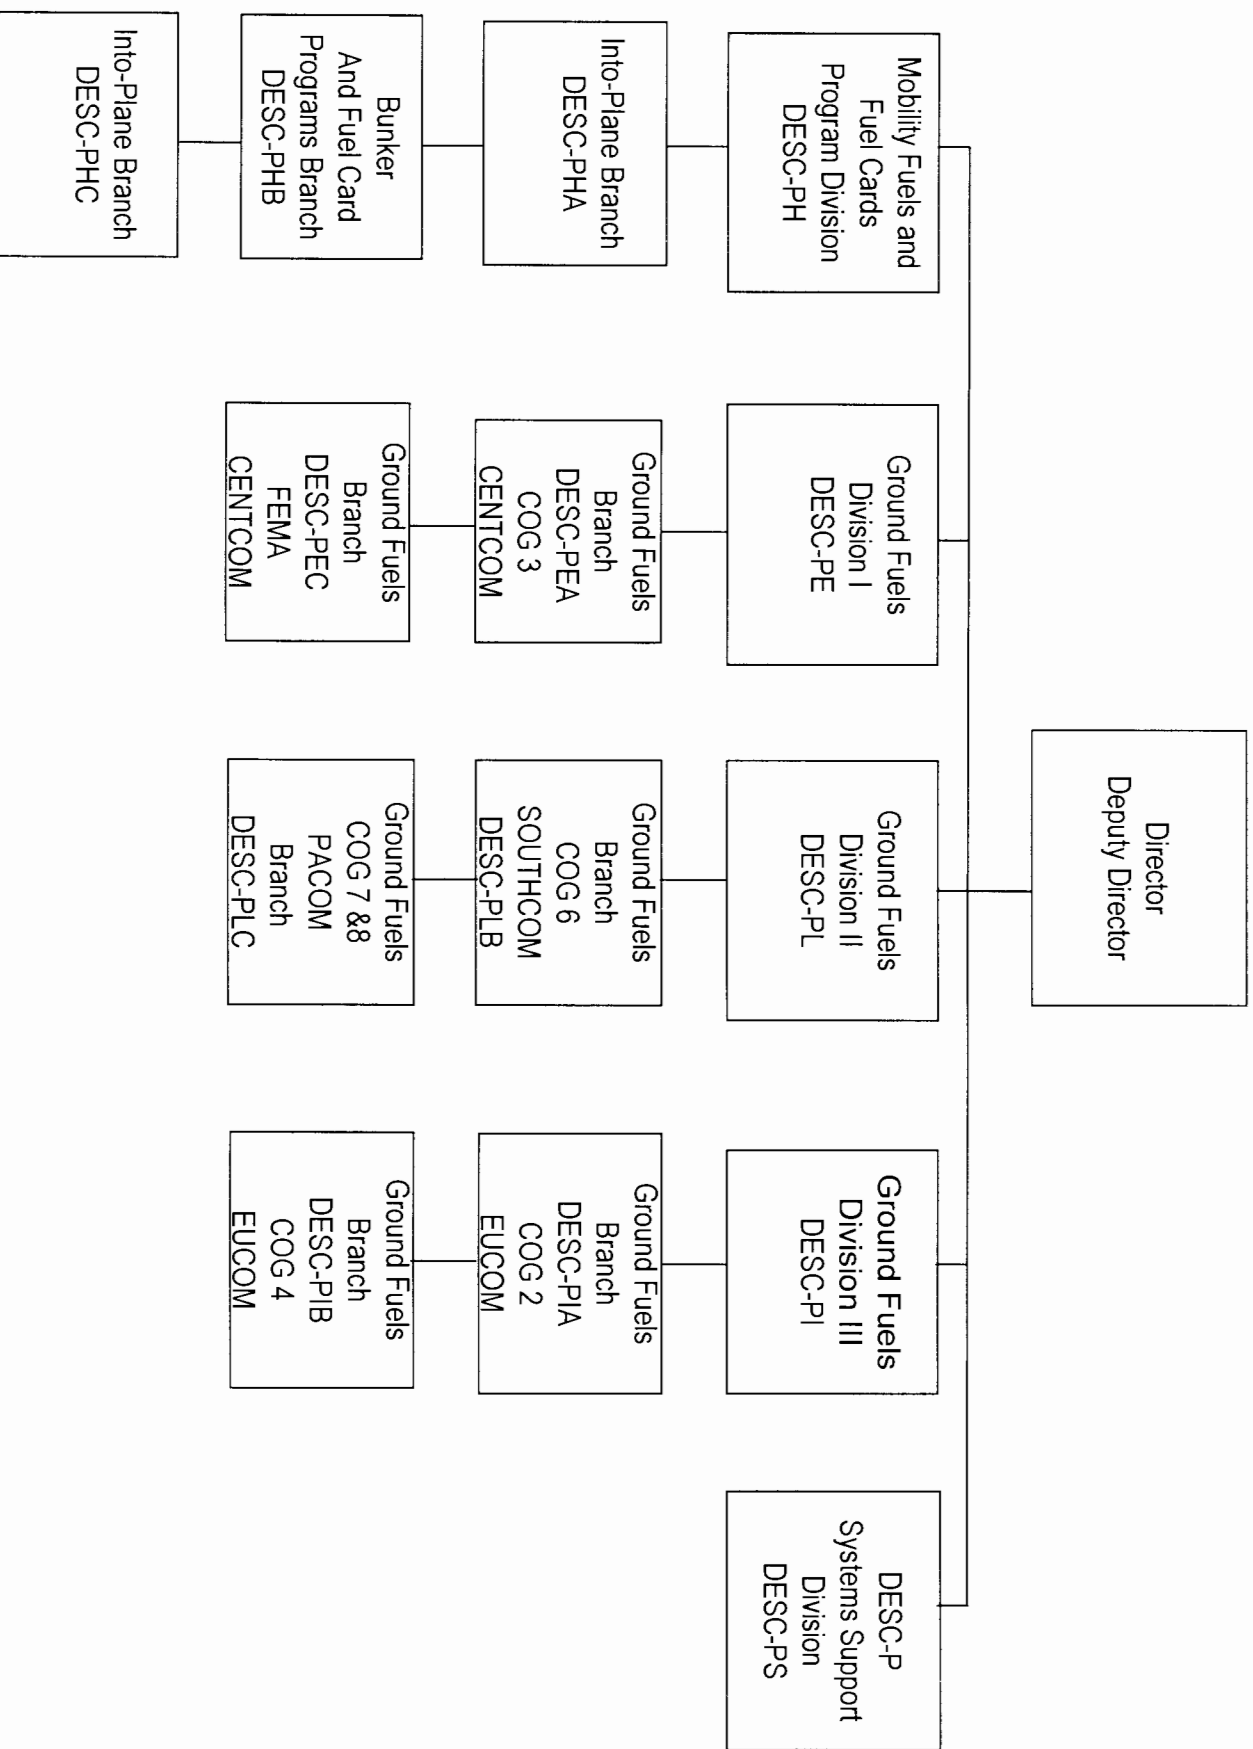 Director
Deputy Director
Mobility Fuels and
Fuel Cards
Program Division
DESC-PH
Ground Fuels
Division I
DESC-PE
Ground Fuels
Division II
DESC-PL
Ground Fuels
Division III
DESC-PI
DESC-P
Systems Support
Division
DESC-PS
Into-Plane Branch
DESC-PHA
Ground Fuels
Branch
DESC-PEA
COG 3
CENTCOM
Ground Fuels
Branch
COG 6
SOUTHCOM
DESC-PLB
Ground Fuels
Branch
DESC-PIA
COG 2
EUCOM
Bunker
And Fuel Card
Programs Branch
DESC-PHB
Ground Fuels
Branch
DESC-PEC
FEMA
CENTCOM
Ground Fuels
COG 7 &8
PACOM
Branch
DESC-PLC
Ground Fuels
Branch
DESC-PIB
COG 4
EUCOM
Into-Plane Branch
DESC-PHC